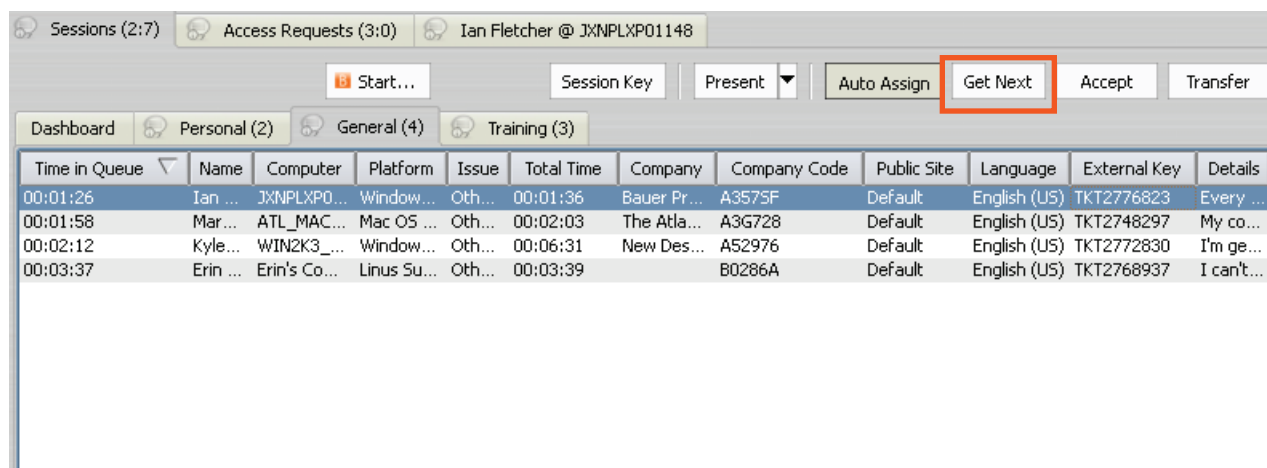 Sessions (2:7) Access Requests (3:0) Ian Fletcher @ JXNPLXP01148
Start... Session Key Present Auto Assign Get Next Accept Transfer
Dashboard Personal (2) General (4) Training (3)
Time in Queue Name Computer Platform Issue Total Time Company Company Code Public Site Language External Key Details
00:01:26 Ian ... JXNPLXP0... Window... Oth... 00:01:36 Bauer Pr... A3575F Default English (US) TKT2776823 Every ...
00:01:58 Mar... ATL_MAC... Mac OS ... Oth... 00:02:03 The Atla... A3G728 Default English (US) TKT2748297 My co...
00:02:12 Kyle... WIN2K3_... Window... Oth... 00:06:31 New Des... A52976 Default English (US) TKT2772830 I'm ge...
00:03:37 Erin ... Erin's Co... Linus Su... Oth... 00:03:39 B0286A Default English (US) TKT2768937 I can't...